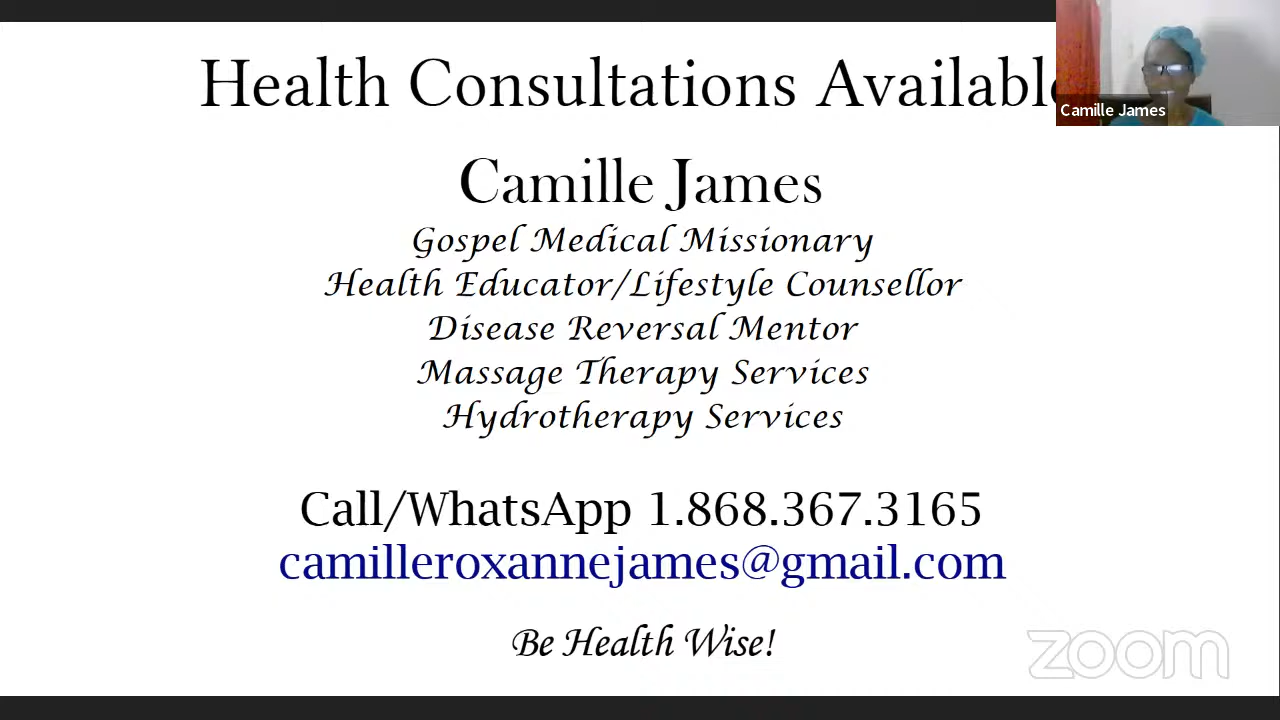 Health Consultations Available
Camille James
Camille James
Gospel Medical Missionary
Health Educator/Lifestyle Counsellor
Disease Reversal Mentor
Massage Therapy Services
Hydrotherapy Services
Call/WhatsApp 1.868.367.3165
camilleroxannejames@gmail.com
Be Health Wise!
zoom